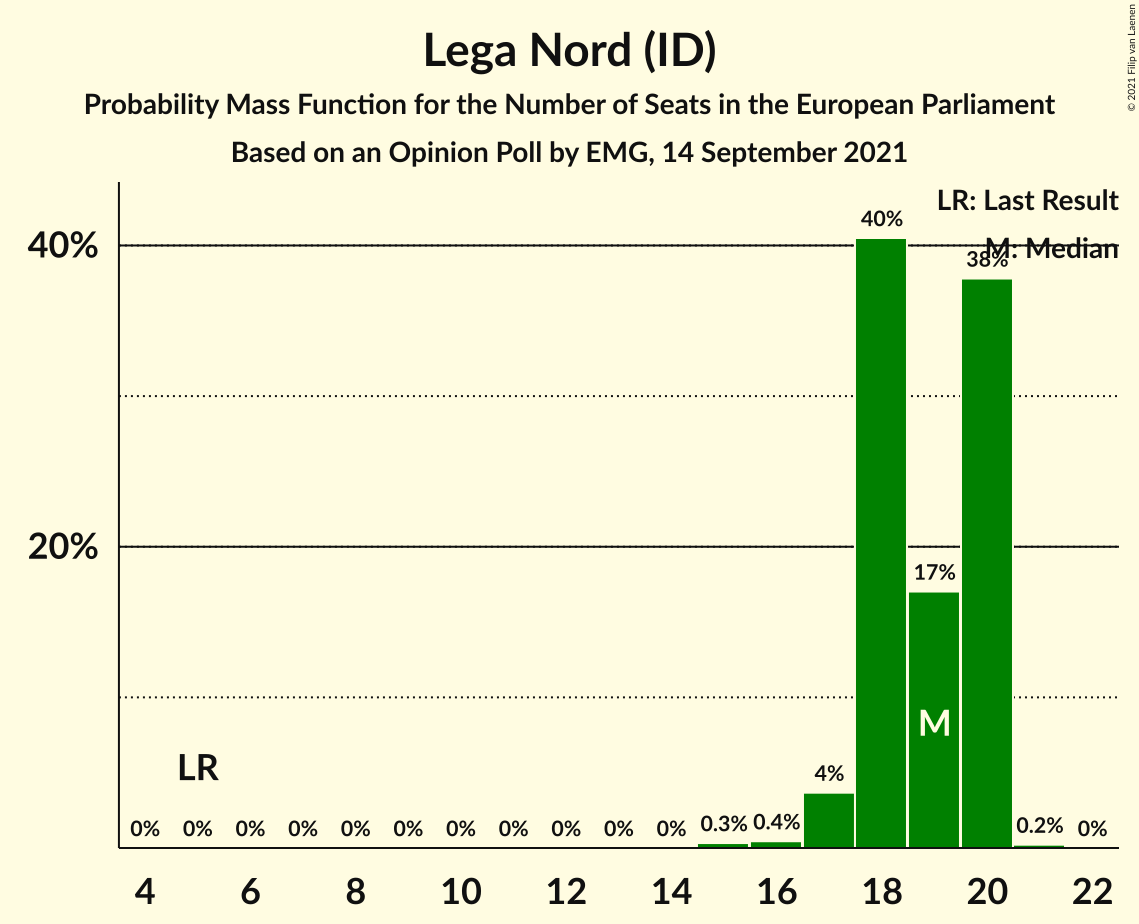 Lega Nord (ID)
Probability Mass Function for the Number of Seats in the European Parliament
Based on an Opinion Poll by EMG, 14 September 2021
© 2021 Filip van Laenen
LR: Last Result
M: Median
40%
20%
40%
38%
17%
M
LR
4%
0% 0% 0% 0% 0% 0% 0% 0% 0% 0% 0% 0.3% 0.4% 0.2% 0%
4 6 8 10 12 14 16 18 20 22